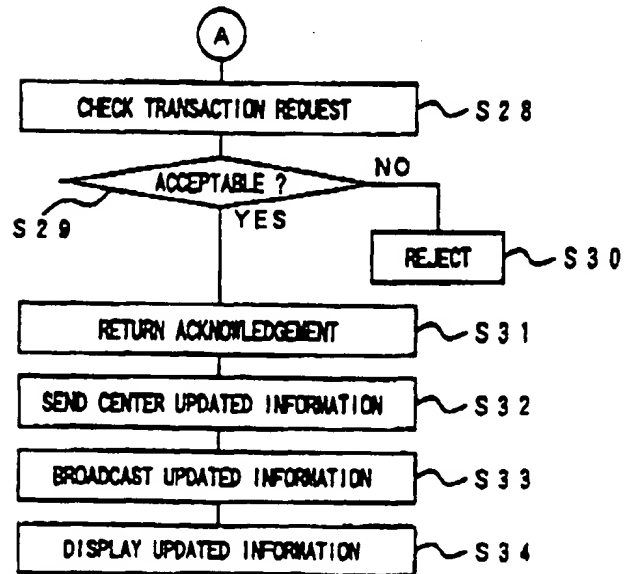 A
CHECK TRANSACTION REQUEST
S28
ACCEPTABLE ?
NO
S29
YES
REJECT
S30
RETURN ACKNOWLEDGEMENT
S31
SEND CENTER UPDATED INFORMATION
S32
BROADCAST UPDATED INFORMATION
S33
DISPLAY UPDATED INFORMATION
S34